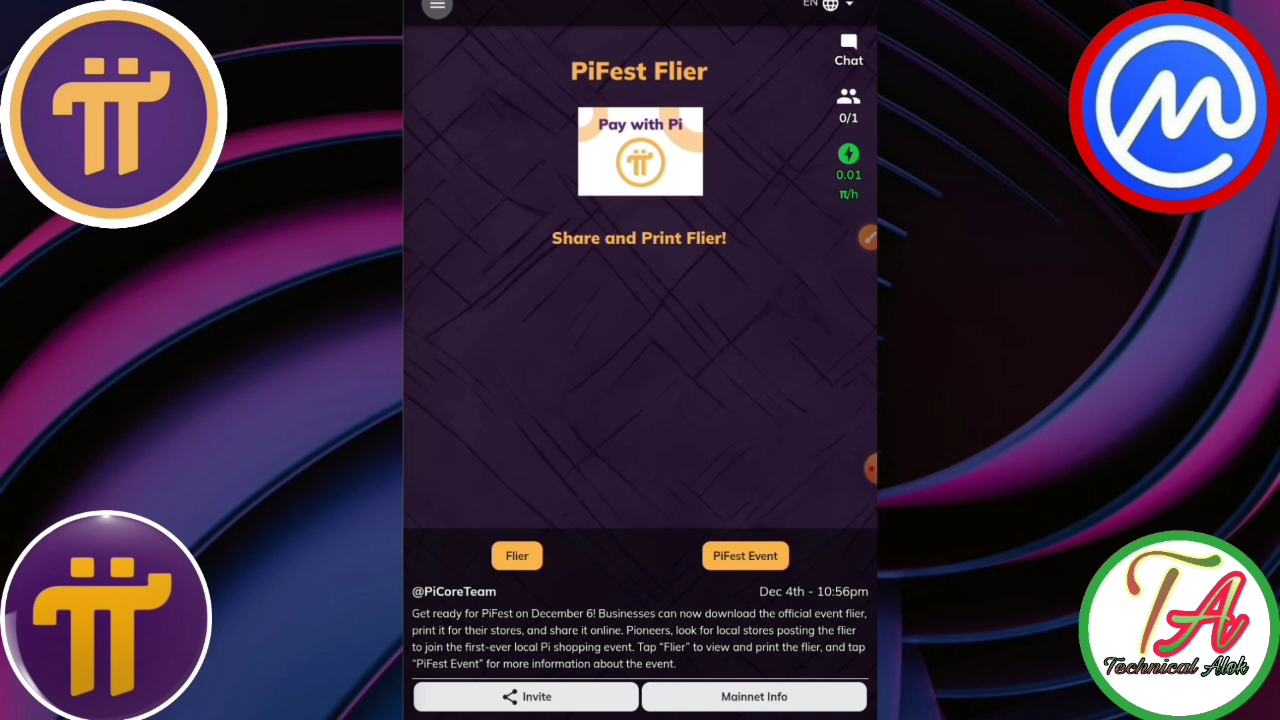 EN
Chat
PiFest Flier
0/1
Pay with Pi
0.01
π/h
Share and Print Flier!
Flier
PiFest Event
@PiCoreTeam
Dec 4th - 10:56pm
Get ready for PiFest on December 6! Businesses can now download the official event flier,
print it for their stores, and share it online. Pioneers, look for local stores posting the flier
to join the first-ever local Pi shopping event. Tap “Flier” to view and print the flier, and tap
“PiFest Event” for more information about the event.
Invite
Mainnet Info
TA
Technical Alok